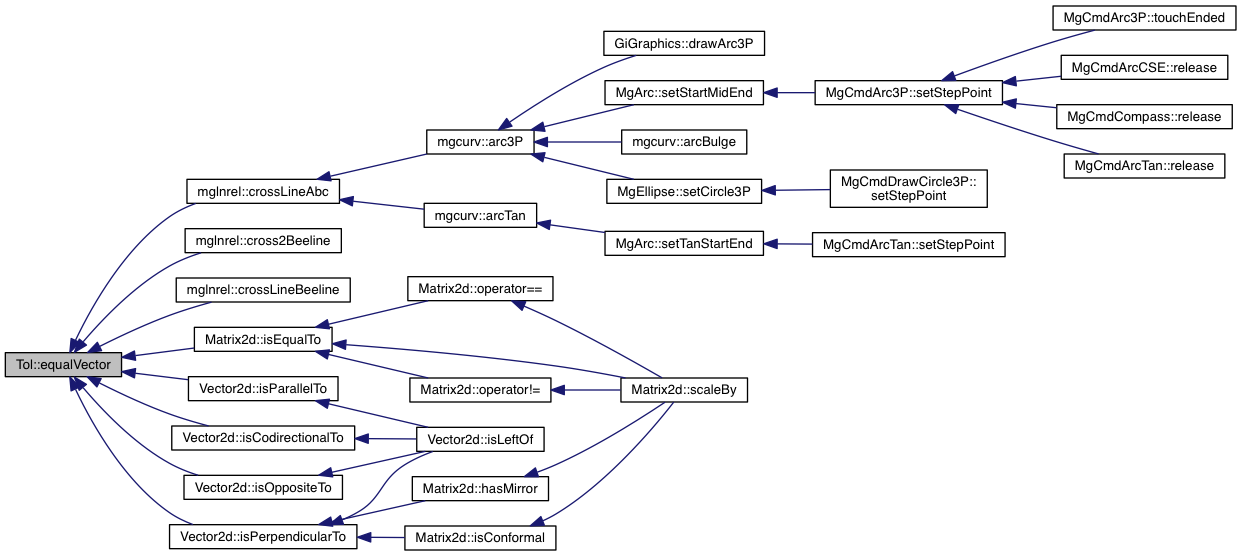 MgCmdArc3P::touchEnded
GiGraphics::drawArc3P
MgCmdArcCSE::release
MgArc::setStartMidEnd
MgCmdArc3P::setStepPoint
MgCmdCompass::release
mgcurv::arc3P
mgcurv::arcBulge
MgCmdArcTan::release
mglnrel::crossLineAbc
MgEllipse::setCircle3P
MgCmdDrawCircle3P::
setStepPoint
mgcurv::arcTan
mglnrel::cross2Beeline
MgArc::setTanStartEnd
MgCmdArcTan::setStepPoint
mglnrel::crossLineBeeline
Matrix2d::operator==
Matrix2d::isEqualTo
Tol::equalVector
Vector2d::isParallelTo
Matrix2d::operator!=
Matrix2d::scaleBy
Vector2d::isCodirectionalTo
Vector2d::isLeftOf
Vector2d::isOppositeTo
Matrix2d::hasMirror
Vector2d::isPerpendicularTo
Matrix2d::isConformal